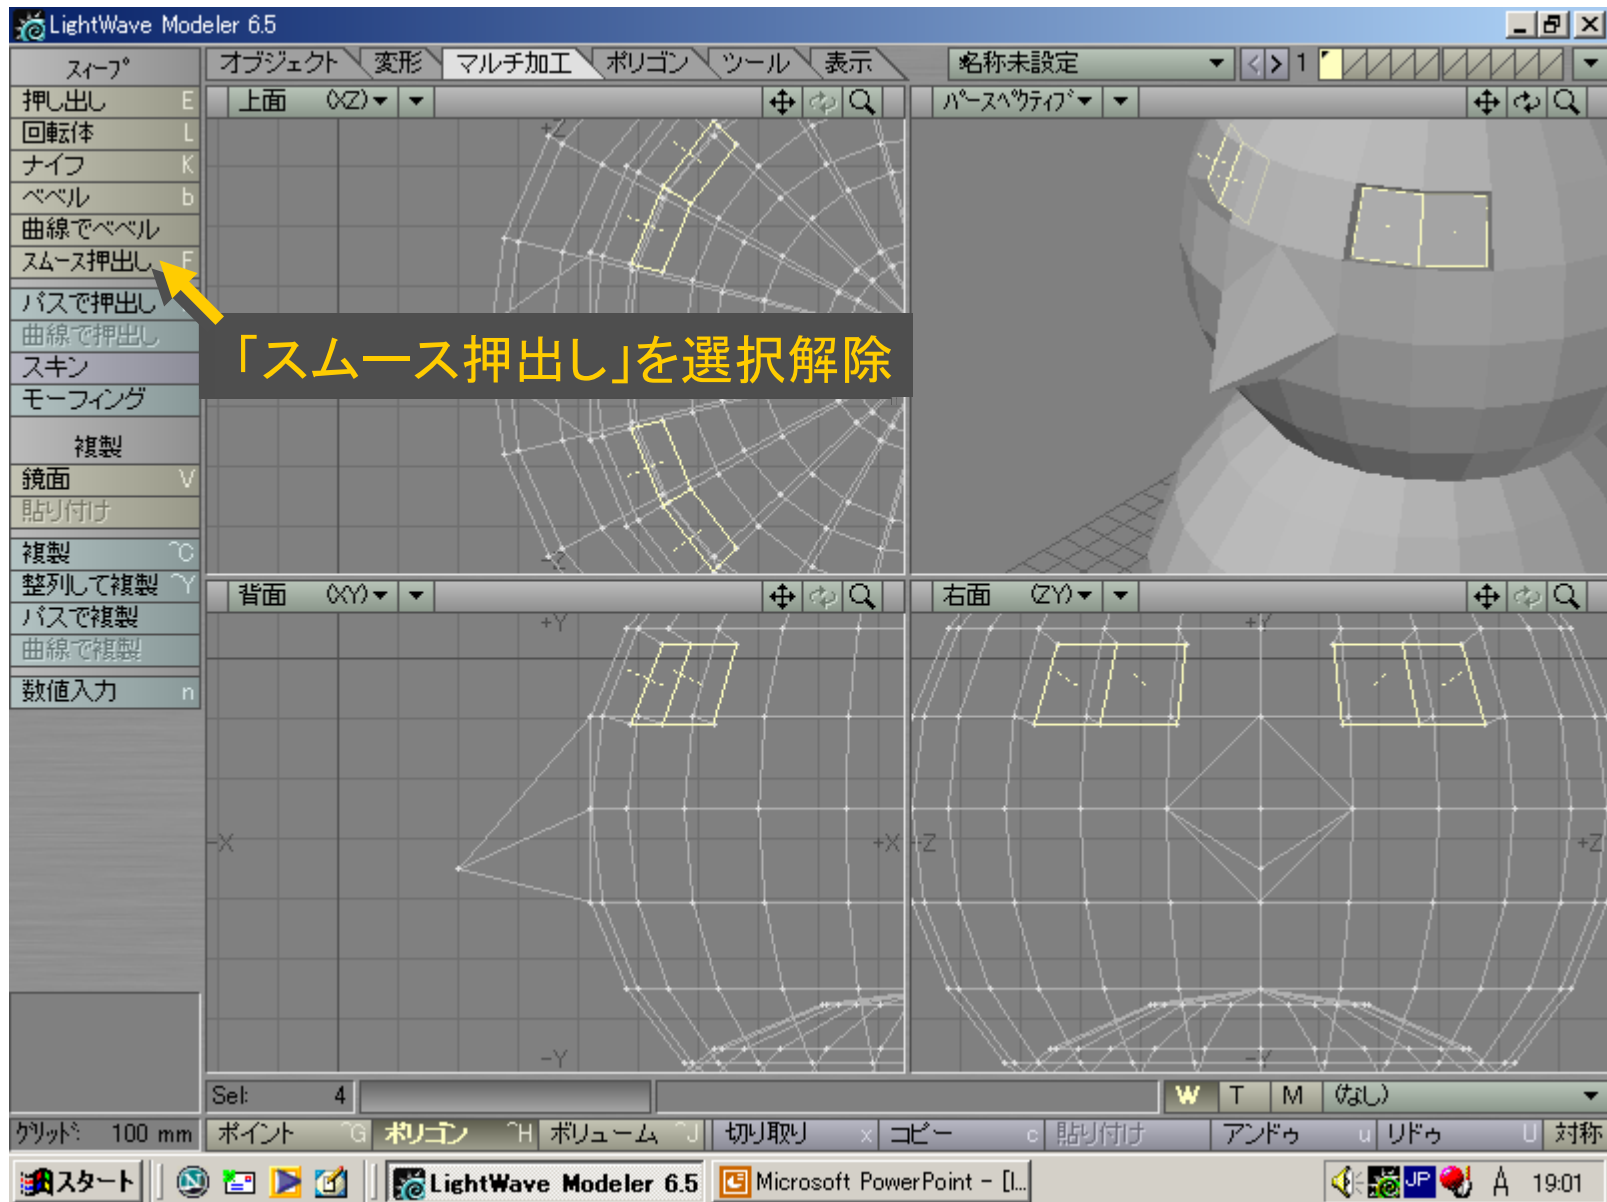 LightWave Modeler 6.5
スイープ
オブジェクト 変形 マルチ加工 ポリゴン ツール 表示 名称未設定 < > 1
押し出し E
回転体 L
ナイフ K
ベベル b
曲線でベベル
スムース押出し F
パスで押出し
曲線で押出し
スキン
モーフィング
複製
鏡面 V
貼り付け
複製 ^C
整列して複製 ^Y
パスで複製
曲線で複製
数値入力 n
上面 (XZ)
+Z
-Z
パースペクティブ
「スムース押出し」を選択解除
背面 (XY)
+Y
-X +X
-Y
右面 (ZY)
+Y
-Z +Z
-Y
Sel: 4 W T M (なし)
グリッド: 100 mm ポイント ^G ポリゴン ^H ボリューム ^J 切り取り x コピー c 貼り付け アンドゥ u リドゥ U 対称
スタート LightWave Modeler 6.5 Microsoft PowerPoint - [l... JP A 19:01